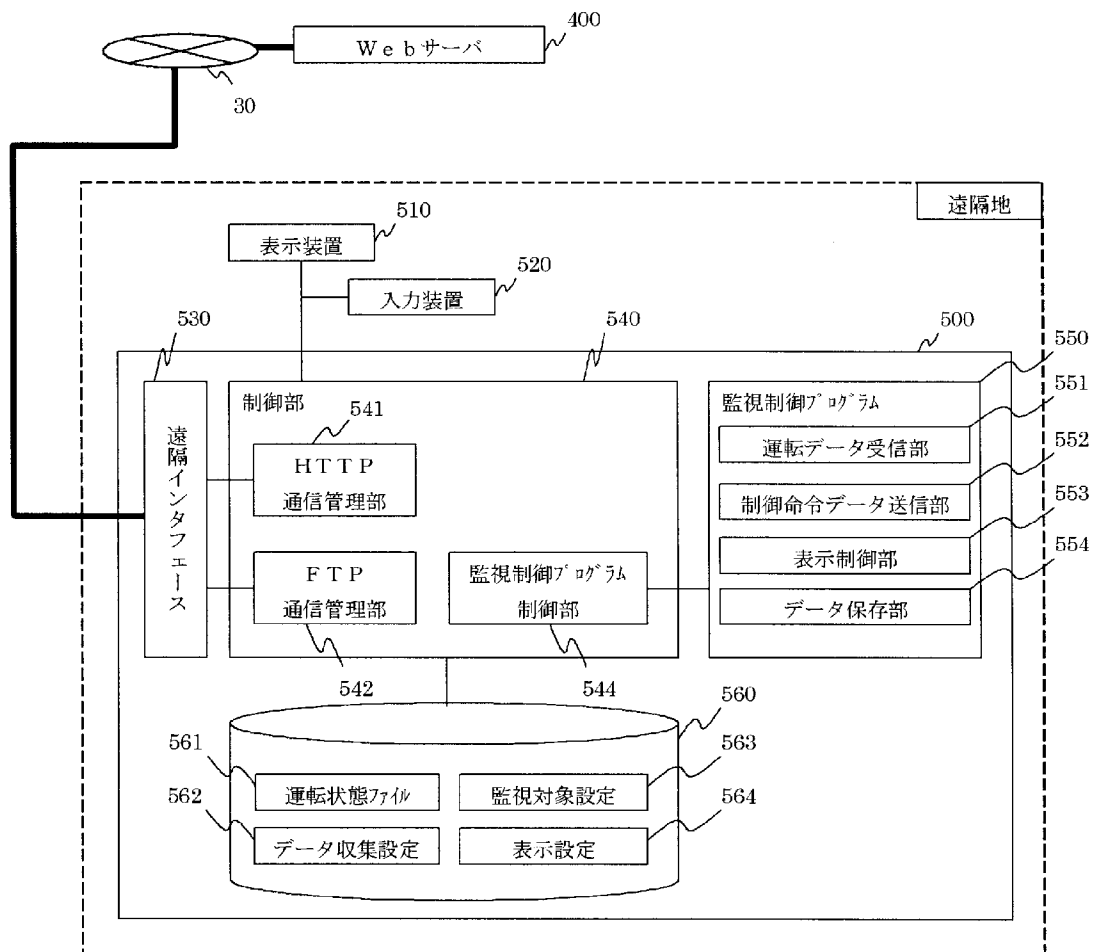 400
Ｗｅｂサーバ
30
遠隔地
510
表示装置
520
入力装置
530
540
500
550
制御部
541
ＨＴＴＰ
通信管理部
遠隔インタフェース
ＦＴＰ
通信管理部
542
監視制御ﾌﾟﾛｸﾞﾗﾑ
制御部
544
監視制御ﾌﾟﾛｸﾞﾗﾑ
551
運転データ受信部
552
制御命令データ送信部
553
表示制御部
554
データ保存部
560
561
運転状態ﾌｧｲﾙ
563
監視対象設定
562
データ収集設定
564
表示設定